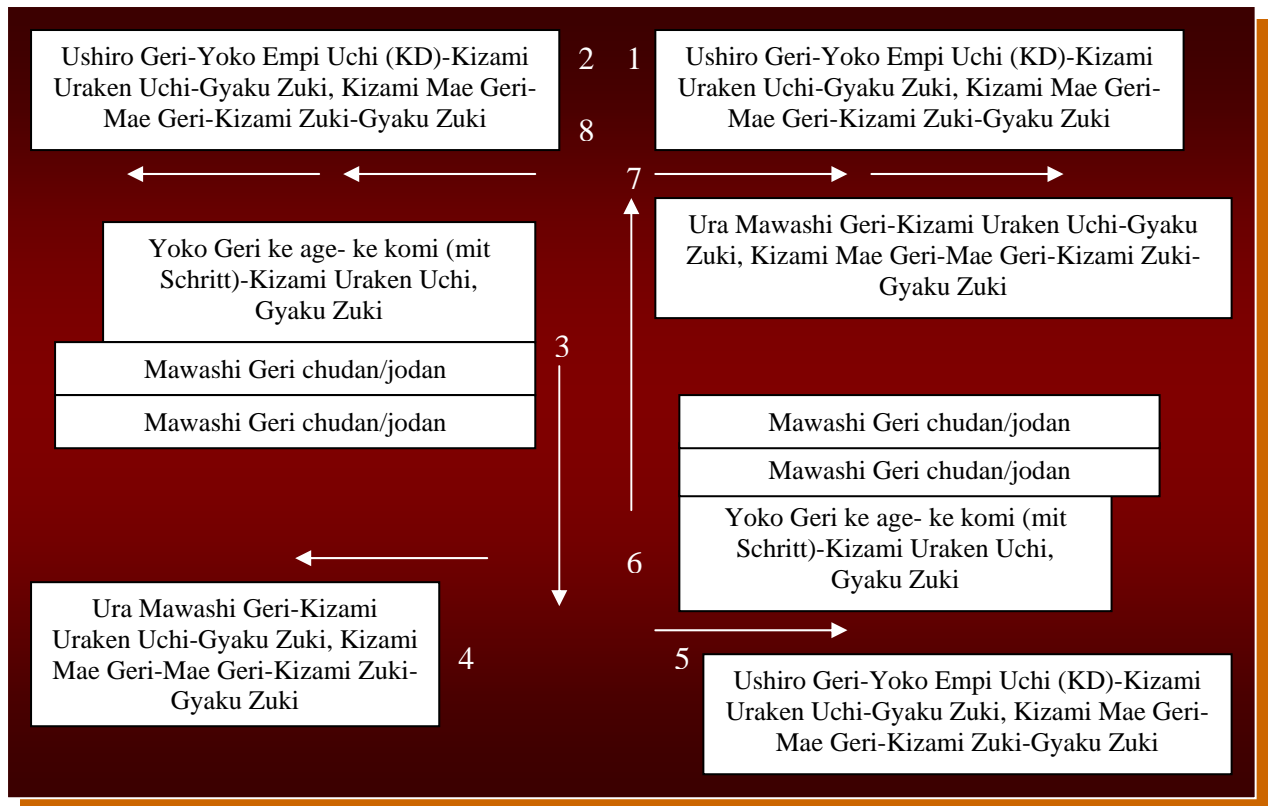 Ushiro Geri-Yoko Empi Uchi (KD)-Kizami
Uraken Uchi-Gyaku Zuki, Kizami Mae Geri-
Mae Geri-Kizami Zuki-Gyaku Zuki
2
1
Ushiro Geri-Yoko Empi Uchi (KD)-Kizami
Uraken Uchi-Gyaku Zuki, Kizami Mae Geri-
Mae Geri-Kizami Zuki-Gyaku Zuki
8
7
Yoko Geri ke age- ke komi (mit
Schritt)-Kizami Uraken Uchi,
Gyaku Zuki
Ura Mawashi Geri-Kizami Uraken Uchi-Gyaku
Zuki, Kizami Mae Geri-Mae Geri-Kizami Zuki-
Gyaku Zuki
3
Mawashi Geri chudan/jodan
Mawashi Geri chudan/jodan
Mawashi Geri chudan/jodan
Mawashi Geri chudan/jodan
Yoko Geri ke age- ke komi (mit
Schritt)-Kizami Uraken Uchi,
Gyaku Zuki
6
Ura Mawashi Geri-Kizami
Uraken Uchi-Gyaku Zuki, Kizami
Mae Geri-Mae Geri-Kizami Zuki-
Gyaku Zuki
4
5
Ushiro Geri-Yoko Empi Uchi (KD)-Kizami
Uraken Uchi-Gyaku Zuki, Kizami Mae Geri-
Mae Geri-Kizami Zuki-Gyaku Zuki